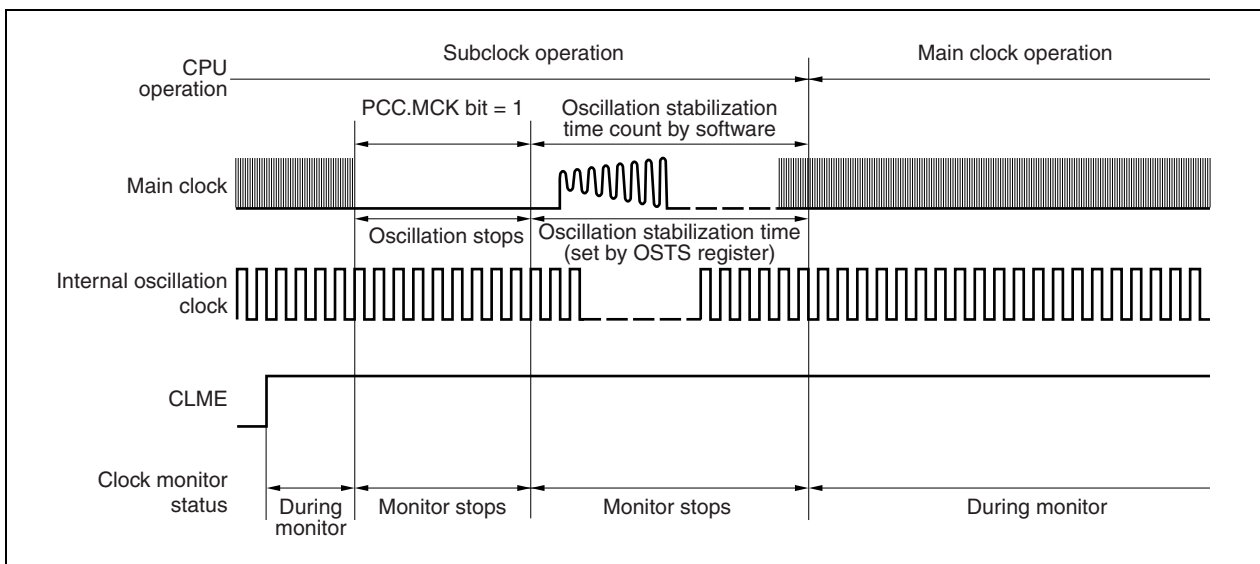 Subclock operation
Main clock operation
CPU
operation
PCC.MCK bit = 1
Oscillation stabilization
time count by software
Main clock
Oscillation stops
Oscillation stabilization time
(set by OSTS register)
Internal oscillation
clock
CLME
Clock monitor
status
During
monitor
Monitor stops
Monitor stops
During monitor